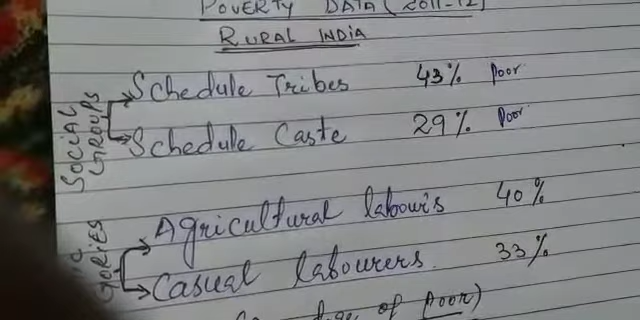 POVERTY DATA (2011-12)
RURAL INDIA
SOCIAL GROUPS
Schedule Tribes 43% Poor
Schedule Caste 29% Poor
Agricultural labours 40%
Casual labourers. 33%
of Poor)